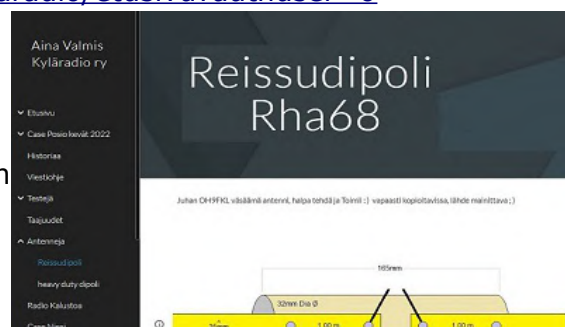 Aina Valmis
Kyläradio ry
Etusivu
Case Posio kevät 2022
Historiaa
Viestiohje
Testejä
Taajuudet
Antenneja
Reissudipoli
heavy duty dipoli
Radio Kalustoa
Reissudipoli
Rha68
Juhan OH9FKL väsäämä antenni, halpa tehdä ja Toimii :) vapaasti kopioitavissa, lähde mainittava ;)
165mm
32mm Dia Ø
1.00 m
1.00 m